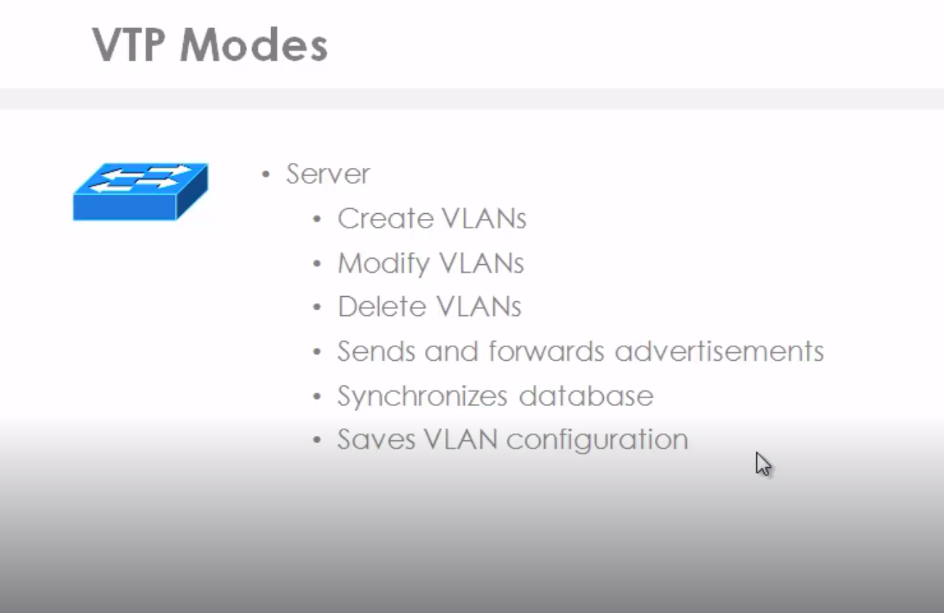 VTP Modes
• Server
• Create VLANs
• Modify VLANs
• Delete VLANs
• Sends and forwards advertisements
• Synchronizes database
• Saves VLAN configuration